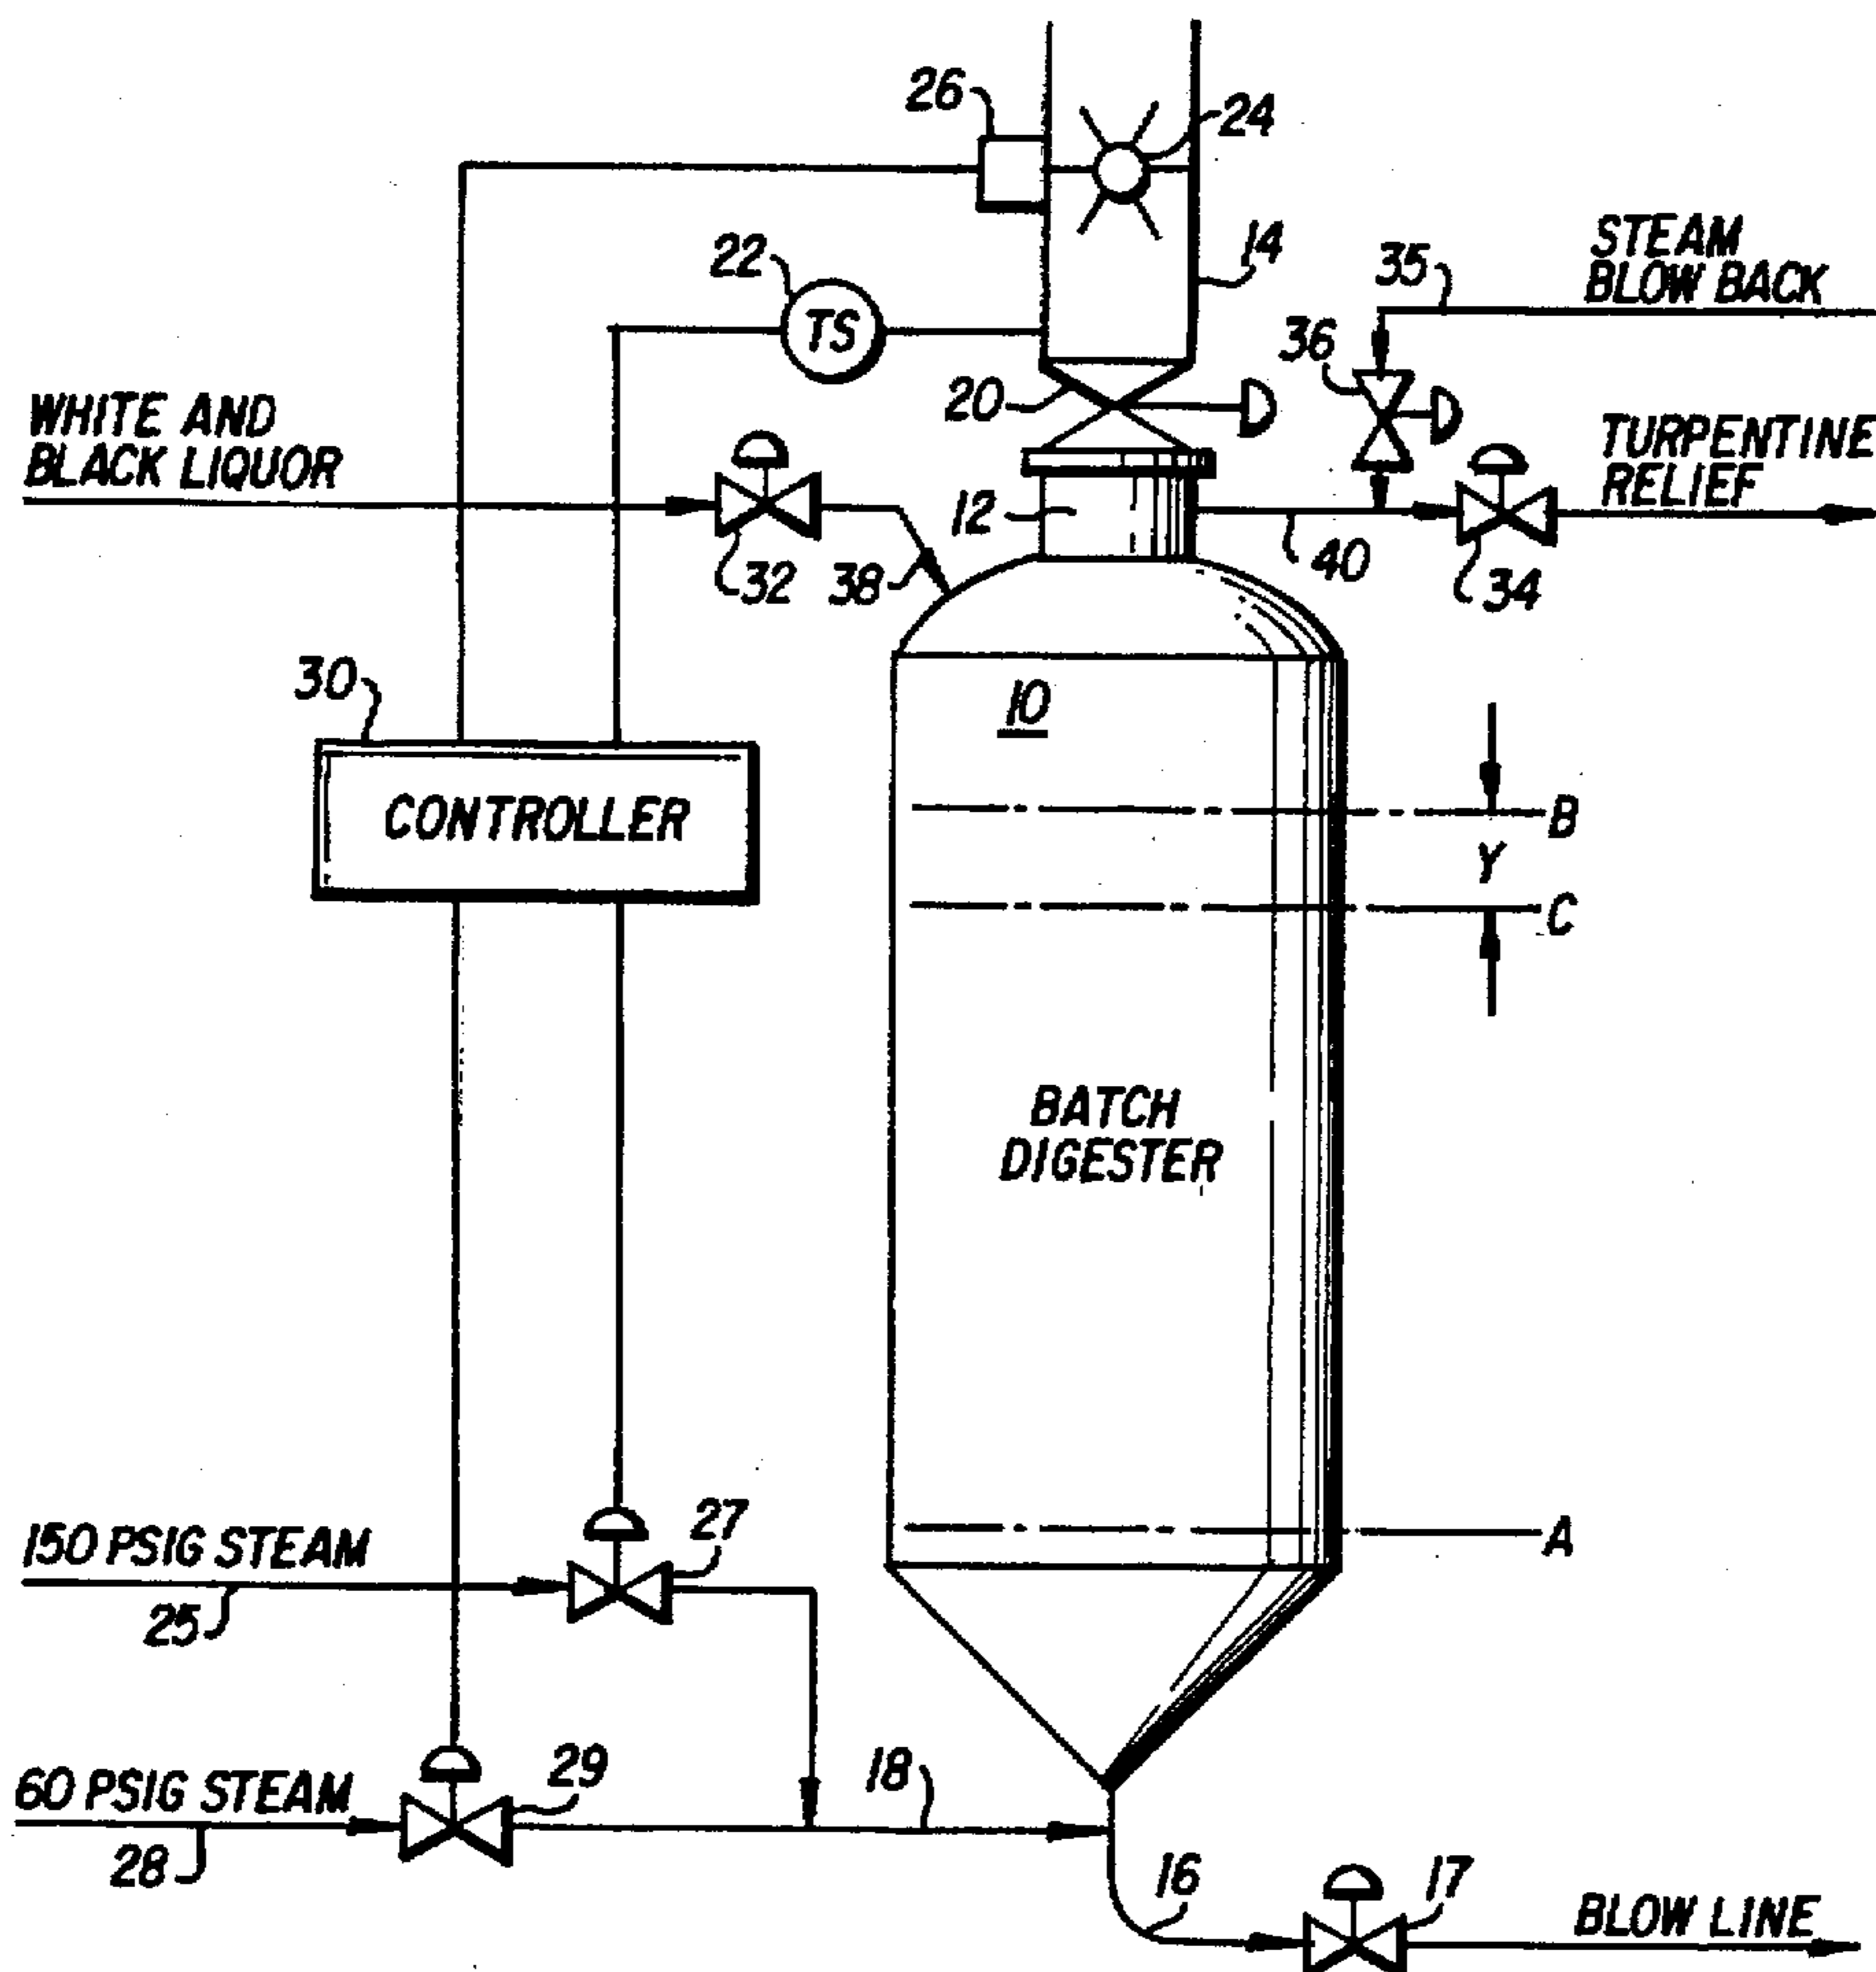 26
24
22
TS
14
35
STEAM
BLOW BACK
36
20
WHITE AND
BLACK LIQUOR
TURPENTINE
RELIEF
12
32
38
40
34
30
10
CONTROLLER
B
Y
C
BATCH
DIGESTER
27
150 PSIG STEAM
A
25
29
18
60 PSIG STEAM
28
16
17
BLOW LINE